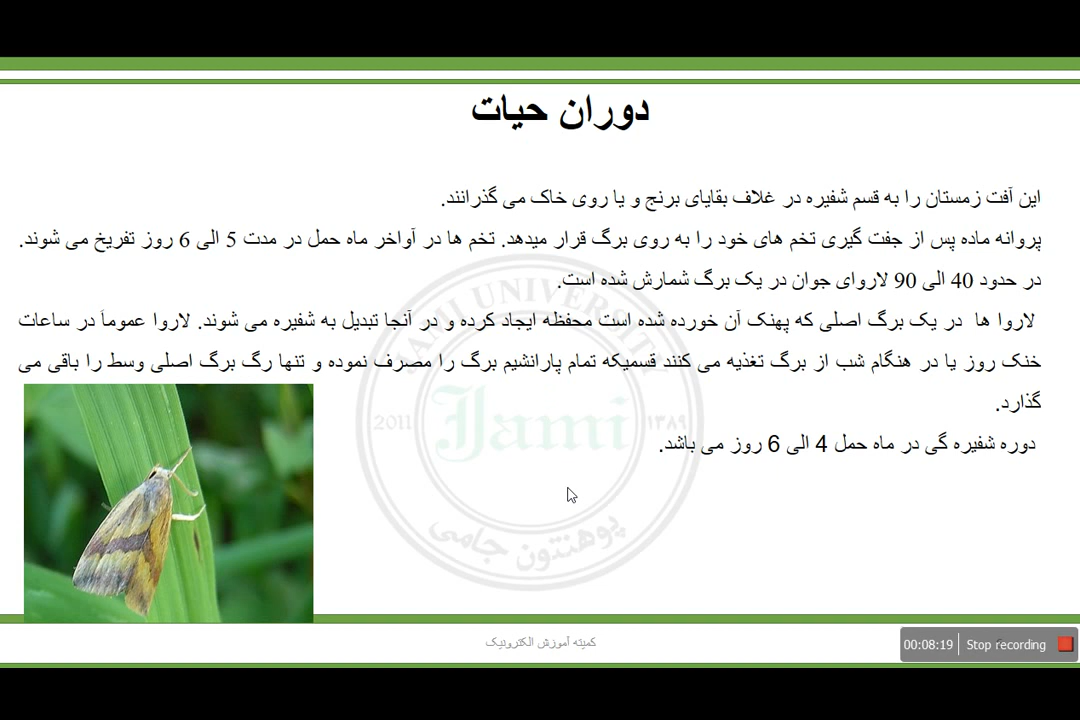 دوران حیات
این آفت زمستان را به قسم شفیره در غلاف بقایای برنج و یا روی خاک می گذرانند.
پروانه ماده پس از جفت گیری تخم های خود را به روی برگ قرار میدهد. تخم ها در آواخر ماه حمل در مدت 5 الی 6 روز تفریخ می شوند.
در حدود 40 الی 90 لاروای جوان در یک برگ شمارش شده است.
لاروا ها در یک برگ اصلی که پهنک آن خورده شده است محفظه ایجاد کرده و در آنجا تبدیل به شفیره می شوند. لاروا عموماً در ساعات
خنک روز یا در هنگام شب از برگ تغذیه می کنند قسمیکه تمام پارانشیم برگ را مصرف نموده و تنها رگ برگ اصلی وسط را باقی می
گذارد.
دوره شفیره گی در ماه حمل 4 الی 6 روز می باشد.
JAMI UNIVERSITY
2011
Jami
۱۳۸۹
پوهنتون جامی
کمیته آموزش الکترونیک
00:08:19 Stop recording